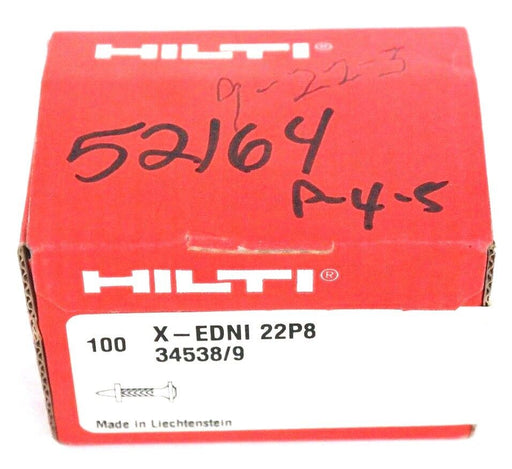 HILTI®
9-22-3
52164
P-4-5
HILTI®
100 X-EDNI 22P8
34538/9
Made in Liechtenstein